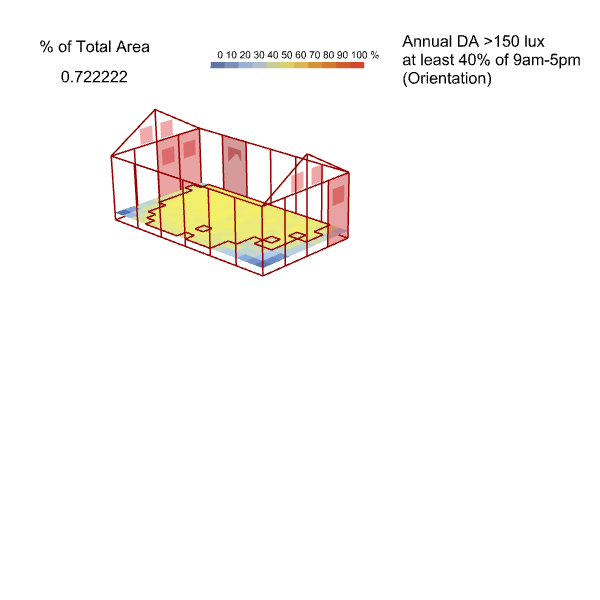 % of Total Area
0.722222
0 10 20 30 40 50 60 70 80 90 100 %
Annual DA >150 lux
at least 40% of 9am-5pm
(Orientation)